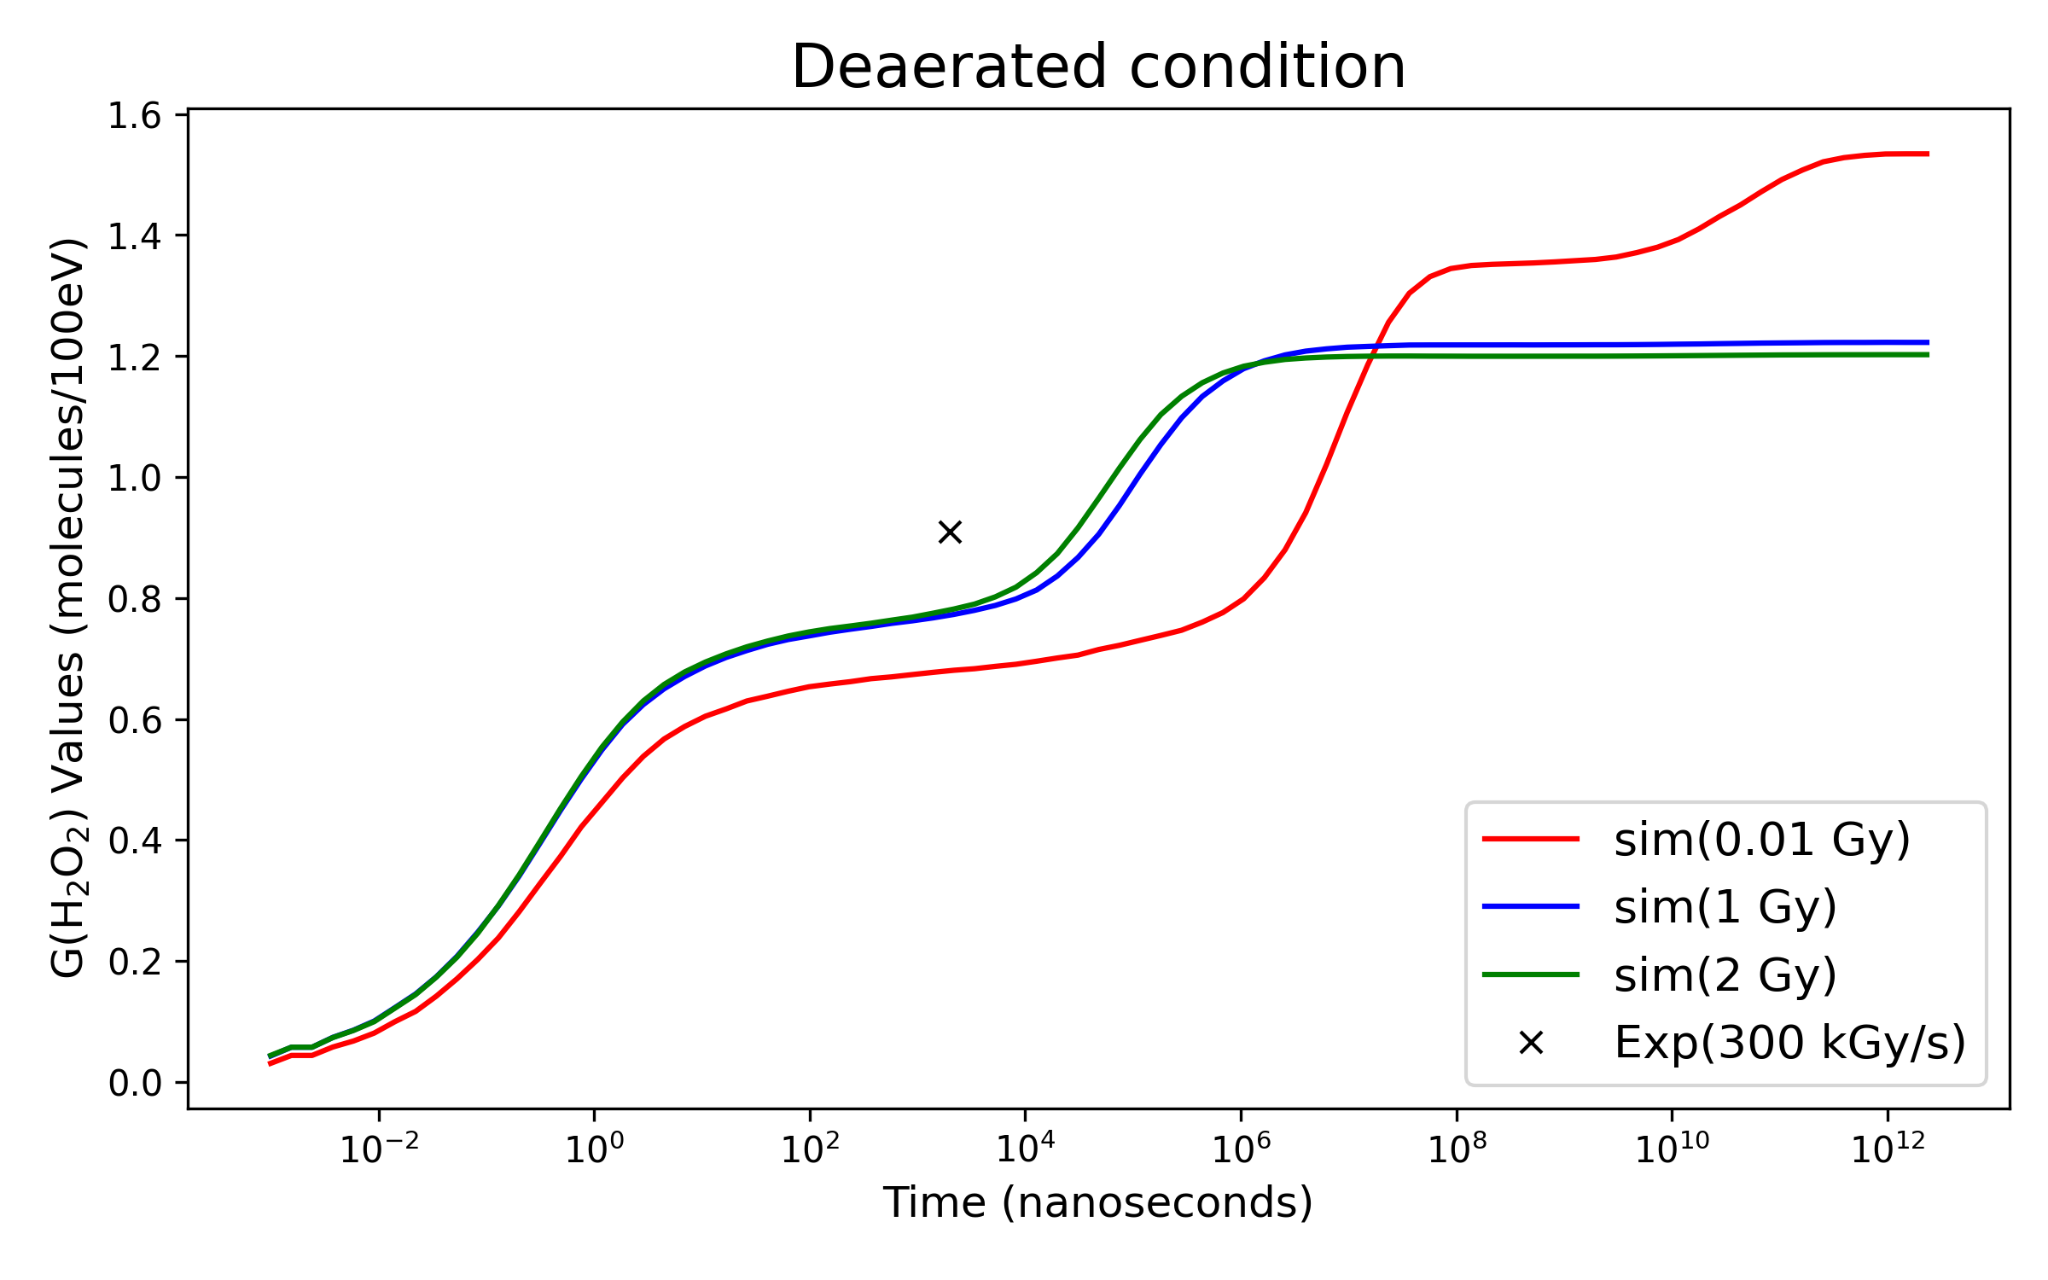 Deaerated condition
G(H₂O₂) Values (molecules/100eV)
1.6
1.4
1.2
1.0
0.8
0.6
0.4
0.2
0.0
sim(0.01 Gy)
sim(1 Gy)
sim(2 Gy)
Exp(300 kGy/s)
10⁻² 10⁰ 10² 10⁴ 10⁶ 10⁸ 10¹⁰ 10¹²
Time (nanoseconds)